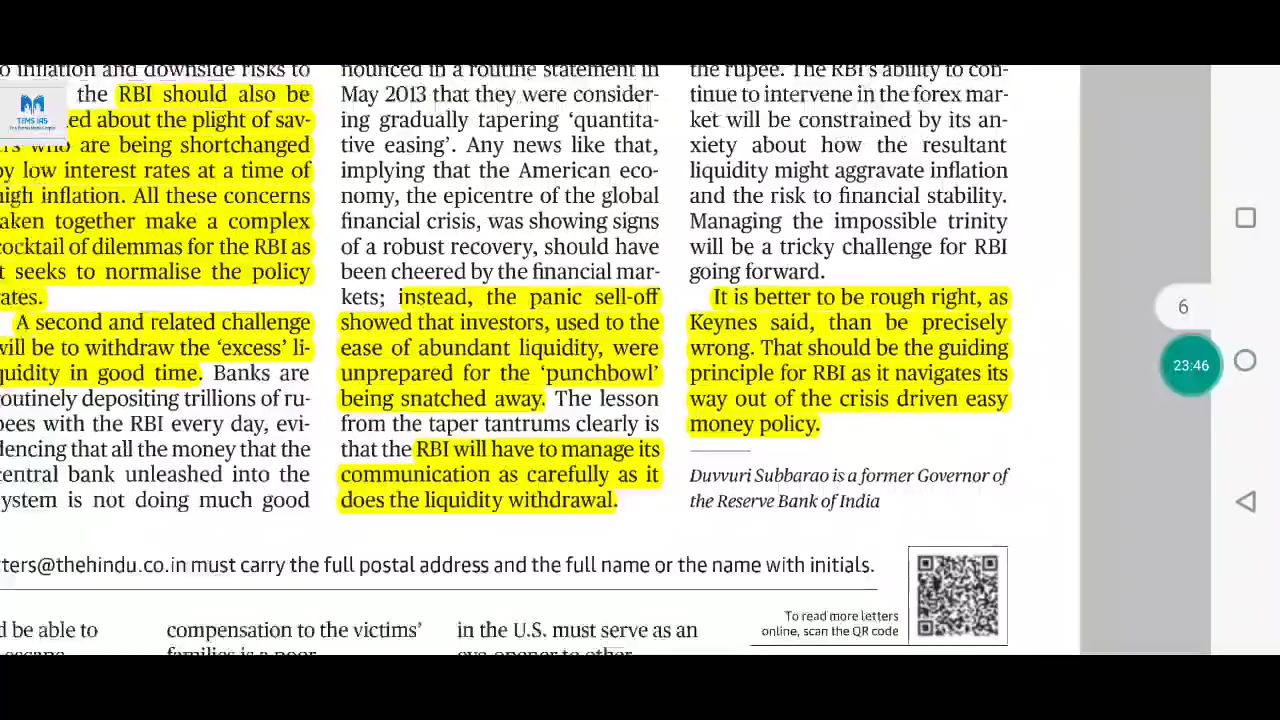 to inflation and downside risks to
the RBI should also be
about the plight of sav-
who are being shortchanged
by low interest rates at a time of
high inflation. All these concerns
taken together make a complex
cocktail of dilemmas for the RBI as
it seeks to normalise the policy
rates.
A second and related challenge
will be to withdraw the ‘excess’ li-
quidity in good time. Banks are
routinely depositing trillions of ru-
pees with the RBI every day, evi-
dencing that all the money that the
central bank unleashed into the
system is not doing much good
nounced in a routine statement in
May 2013 that they were consider-
ing gradually tapering ‘quantita-
tive easing’. Any news like that,
implying that the American eco-
nomy, the epicentre of the global
financial crisis, was showing signs
of a robust recovery, should have
been cheered by the financial mar-
kets; instead, the panic sell-off
showed that investors, used to the
ease of abundant liquidity, were
unprepared for the ‘punchbowl’
being snatched away. The lesson
from the taper tantrums clearly is
that the RBI will have to manage its
communication as carefully as it
does the liquidity withdrawal.
the rupee. The RBI’s ability to con-
tinue to intervene in the forex mar-
ket will be constrained by its an-
xiety about how the resultant
liquidity might aggravate inflation
and the risk to financial stability.
Managing the impossible trinity
will be a tricky challenge for RBI
going forward.
It is better to be rough right, as
Keynes said, than be precisely
wrong. That should be the guiding
principle for RBI as it navigates its
way out of the crisis driven easy
money policy.
Duvvuri Subbarao is a former Governor of
the Reserve Bank of India
tters@thehindu.co.in must carry the full postal address and the full name or the name with initials.
To read more letters
online, scan the QR code
d be able to
compensation to the victims’
families is a poor
in the U.S. must serve as an
eye-opener to other
TEMS IAS
6
23:46